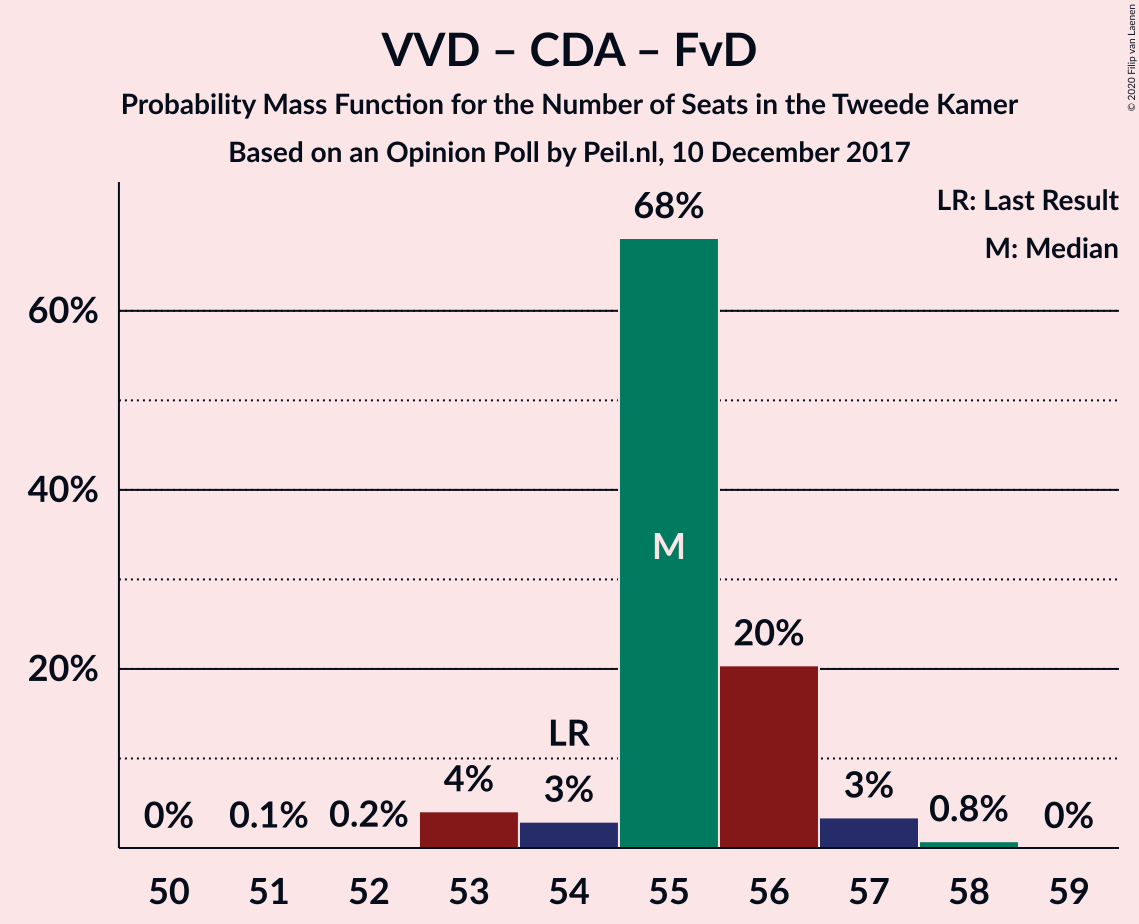 VVD – CDA – FvD
Probability Mass Function for the Number of Seats in the Tweede Kamer
Based on an Opinion Poll by Peil.nl, 10 December 2017
© 2020 Filip van Laenen
LR: Last Result
M: Median
60%
40%
20%
0%
0.1%
0.2%
4%
LR
3%
68%
M
20%
3%
0.8%
0%
50 51 52 53 54 55 56 57 58 59